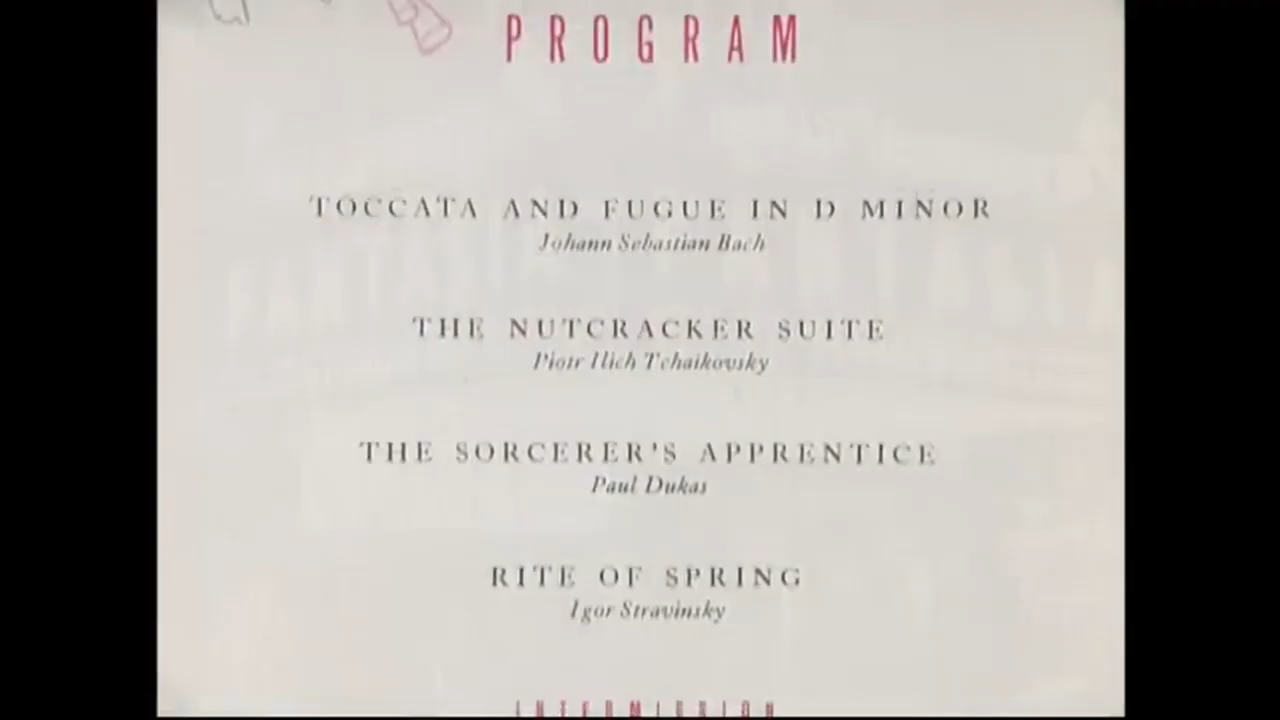 PROGRAM
TOCCATA AND FUGUE IN D MINOR
Johann Sebastian Bach
THE NUTCRACKER SUITE
Piotr Ilich Tchaikovsky
THE SORCERER'S APPRENTICE
Paul Dukas
RITE OF SPRING
Igor Stravinsky
INTERMISSION